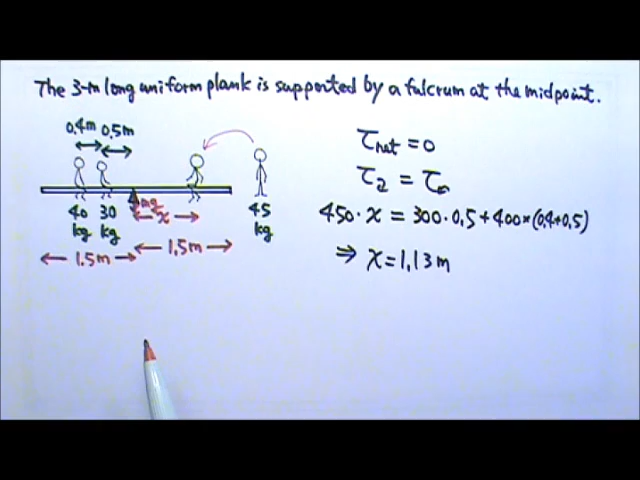 The 3-m long uniform plank is supported by a fulcrum at the midpoint.
0.4m 0.5m
mg
x
40 kg 30 kg 45 kg
1.5m 1.5m
τnet = 0
450·x = 300·0.5+400×(0.4+0.5)
⇒ x=1.13m